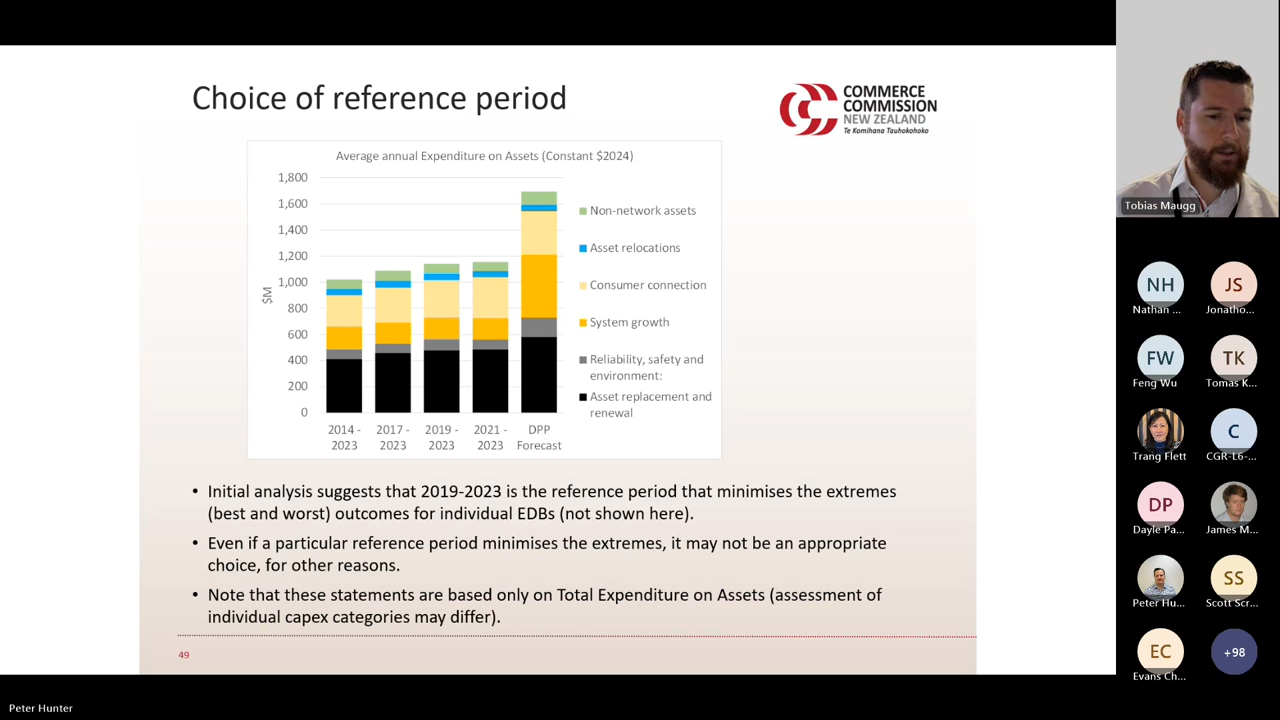 Choice of reference period
COMMERCE
COMMISSION
NEW ZEALAND
Te Komihana Tauhokohoko
Average annual Expenditure on Assets (Constant $2024)
1,800
1,600
1,400
1,200
1,000
800
600
400
200
0
$M
2014 -
2023
2017 -
2023
2019 -
2023
2021 -
2023
DPP
Forecast
Non-network assets
Asset relocations
Consumer connection
System growth
Reliability, safety and
environment:
Asset replacement and
renewal
• Initial analysis suggests that 2019-2023 is the reference period that minimises the extremes
(best and worst) outcomes for individual EDBs (not shown here).
• Even if a particular reference period minimises the extremes, it may not be an appropriate
choice, for other reasons.
• Note that these statements are based only on Total Expenditure on Assets (assessment of
individual capex categories may differ).
49
Tobias Maugg
NH
Nathan ...
JS
Jonatho...
FW
Feng Wu
TK
Tomas K...
Trang Flett
C
CGR-L6-...
DP
Dayle Pa...
James M...
Peter Hu...
SS
Scott Scr...
EC
Evans Ch...
+98
Peter Hunter